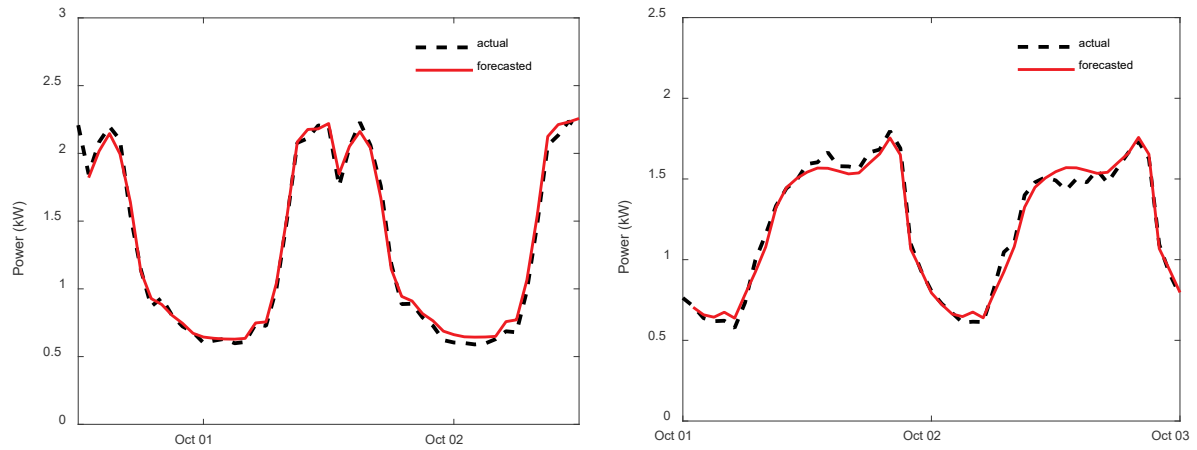 3
2.5
2
1.5
1
0.5
0
Power (kW)
actual
forecasted
Oct 01
Oct 02
2.5
2
1.5
1
0.5
0
Power (kW)
actual
forecasted
Oct 01
Oct 02
Oct 03